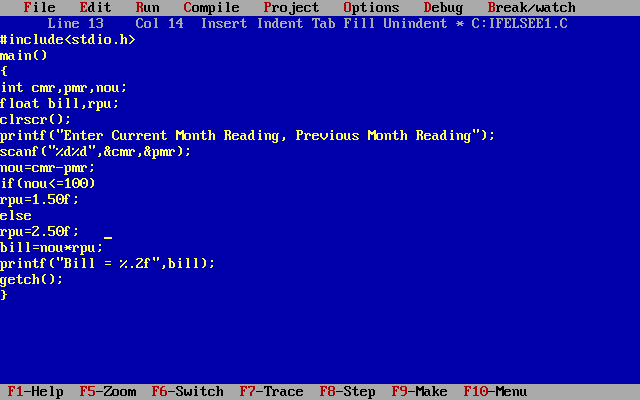 File Edit Run Compile Project Options Debug Break/watch
Line 13 Col 14 Insert Indent Tab Fill Unindent * C:IFELSEE1.C
#include<stdio.h>
main()
{
int cmr,pmr,nou;
float bill,rpu;
clrscr();
printf("Enter Current Month Reading, Previous Month Reading");
scanf("%d%d",&cmr,&pmr);
nou=cmr-pmr;
if(nou<=100)
rpu=1.50f;
else
rpu=2.50f;
bill=nou*rpu;
printf("Bill = %.2f",bill);
getch();
}
F1-Help F5-Zoom F6-Switch F7-Trace F8-Step F9-Make F10-Menu